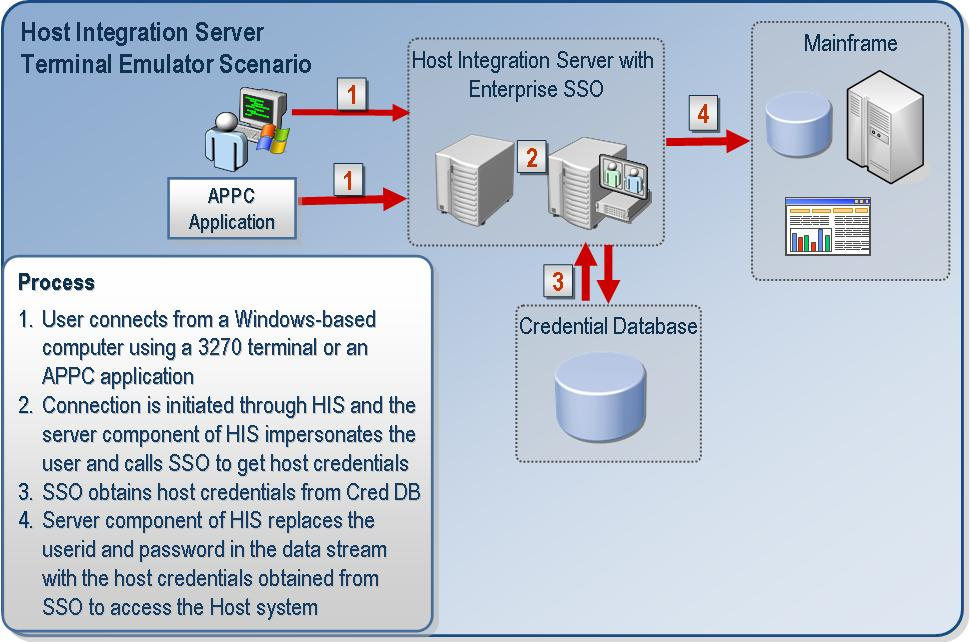 Host Integration Server
Terminal Emulator Scenario
1
APPC
Application
1
Host Integration Server with
Enterprise SSO
2
4
Mainframe
3
Credential Database
Process
1. User connects from a Windows-based
computer using a 3270 terminal or an
APPC application
2. Connection is initiated through HIS and the
server component of HIS impersonates the
user and calls SSO to get host credentials
3. SSO obtains host credentials from Cred DB
4. Server component of HIS replaces the
userid and password in the data stream
with the host credentials obtained from
SSO to access the Host system